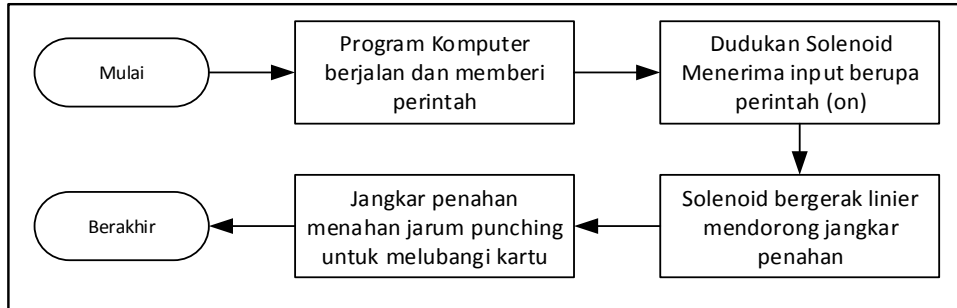 Mulai
Program Komputer
berjalan dan memberi
perintah
Dudukan Solenoid
Menerima input berupa
perintah (on)
Solenoid bergerak linier
mendorong jangkar
penahan
Jangkar penahan
menahan jarum punching
untuk melubangi kartu
Berakhir